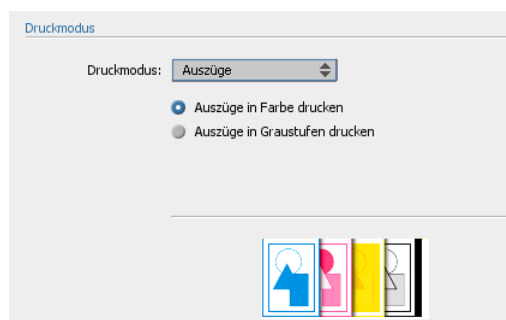 Druckmodus
Druckmodus: Auszüge
Auszüge in Farbe drucken
Auszüge in Graustufen drucken